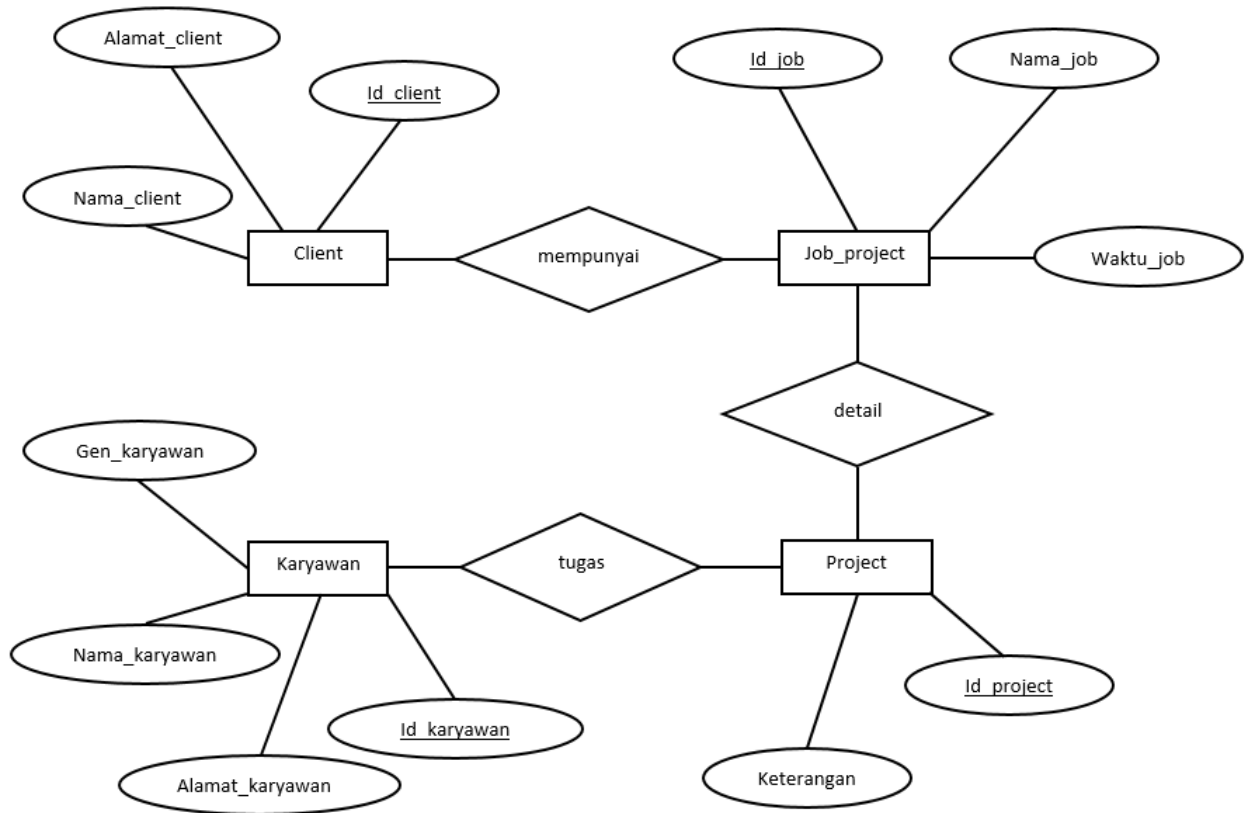 Alamat_client
Id_client
Nama_client
Client
mempunyai
Id_job
Nama_job
Job_project
Waktu_job
detail
Gen_karyawan
Karyawan
tugas
Project
Nama_karyawan
Id_karyawan
Alamat_karyawan
Id_project
Keterangan